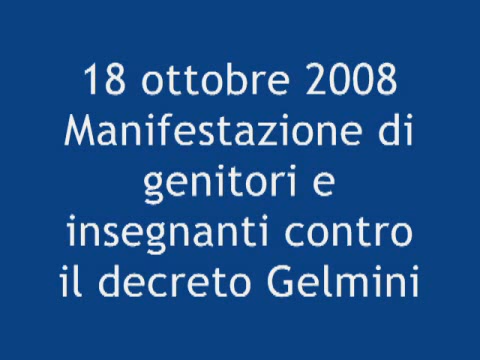 18 ottobre 2008
Manifestazione di
genitori e
insegnanti contro
il decreto Gelmini